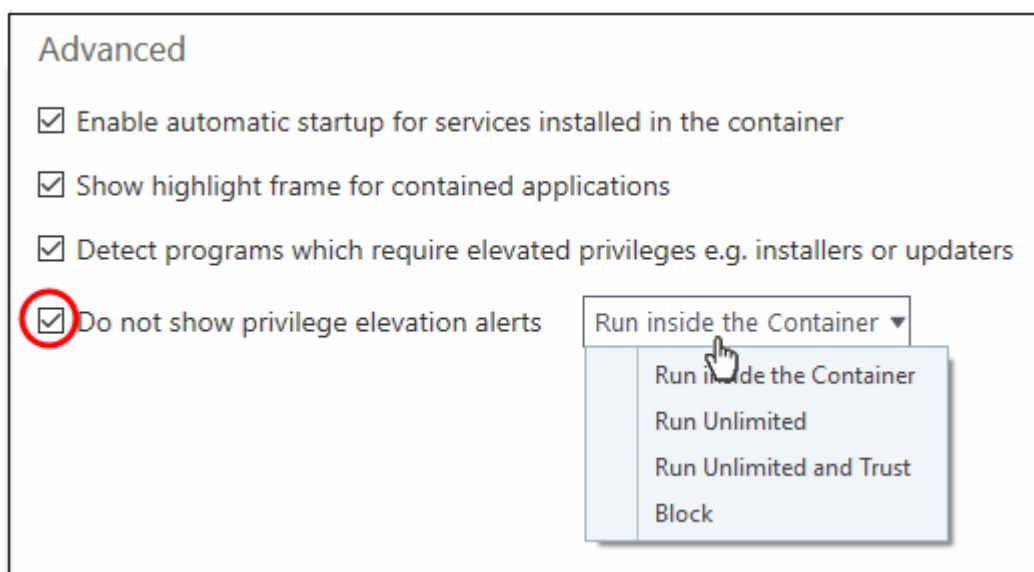 Advanced
Enable automatic startup for services installed in the container
Show highlight frame for contained applications
Detect programs which require elevated privileges e.g. installers or updaters
Do not show privilege elevation alerts Run inside the Container
Run inside the Container
Run Unlimited
Run Unlimited and Trust
Block